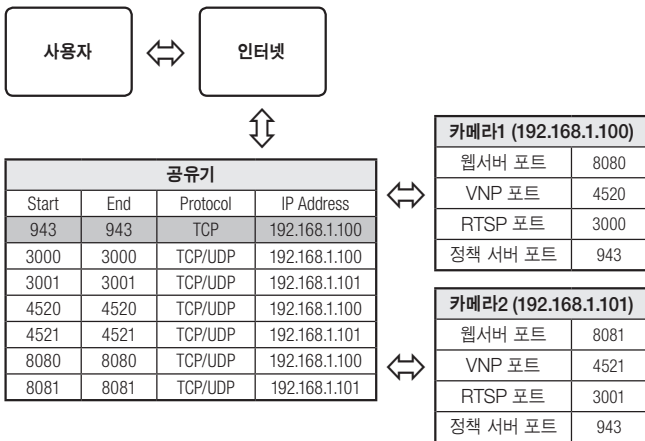 사용자
인터넷
공유기
Start End Protocol IP Address
943 943 TCP 192.168.1.100
3000 3000 TCP/UDP 192.168.1.100
3001 3001 TCP/UDP 192.168.1.101
4520 4520 TCP/UDP 192.168.1.100
4521 4521 TCP/UDP 192.168.1.101
8080 8080 TCP/UDP 192.168.1.100
8081 8081 TCP/UDP 192.168.1.101
카메라1 (192.168.1.100)
웹서버 포트 8080
VNP 포트 4520
RTSP 포트 3000
정책 서버 포트 943
카메라2 (192.168.1.101)
웹서버 포트 8081
VNP 포트 4521
RTSP 포트 3001
정책 서버 포트 943